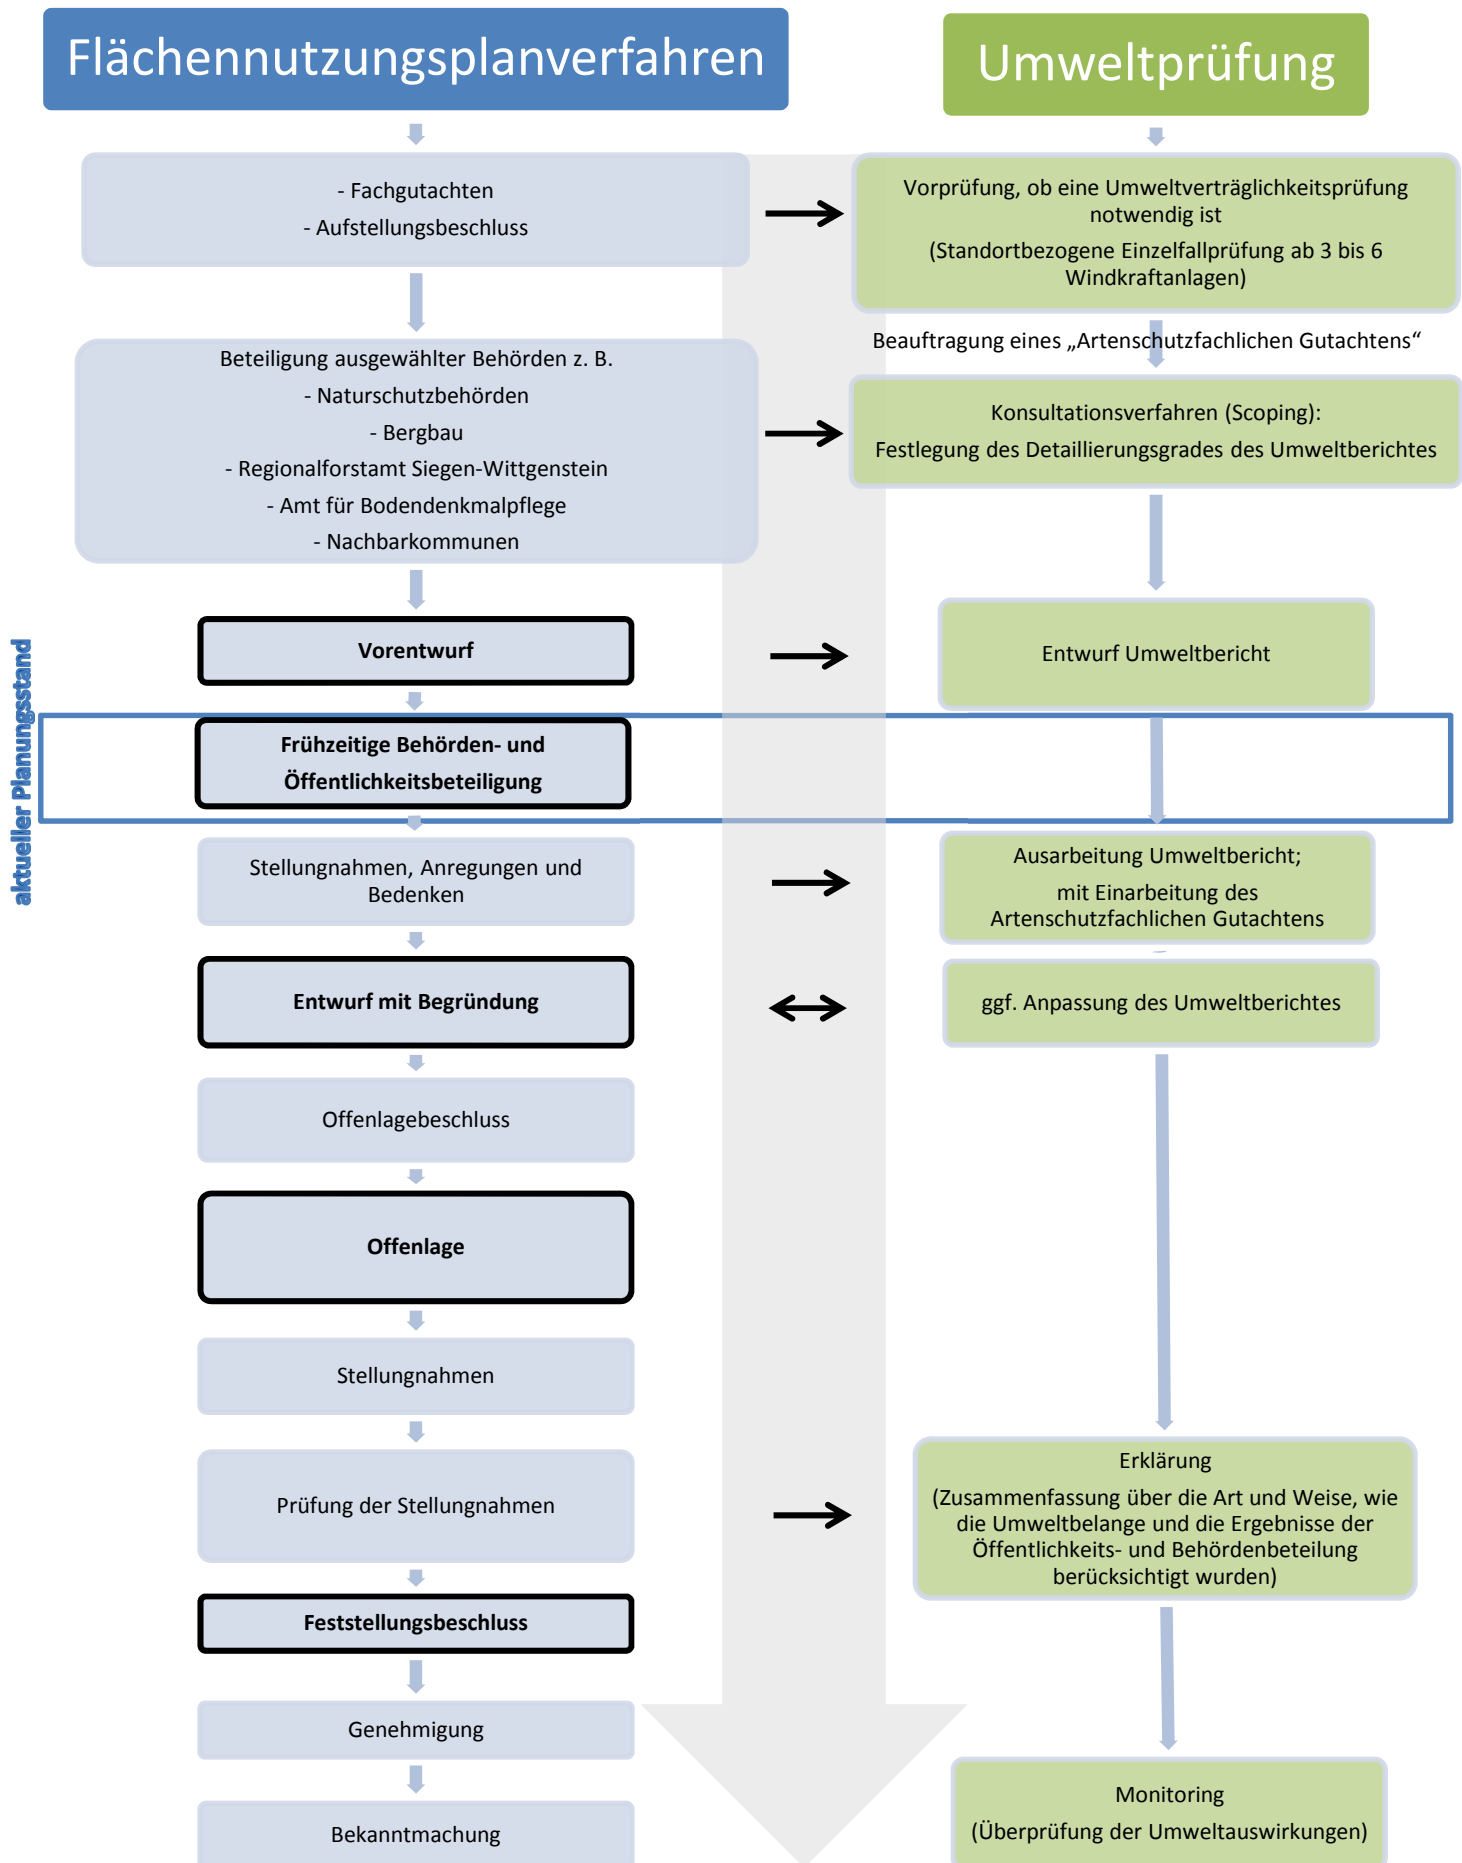 Flächennutzungsplanverfahren
Umweltprüfung
- Fachgutachten
- Aufstellungsbeschluss
Vorprüfung, ob eine Umweltverträglichkeitsprüfung
notwendig ist
(Standortbezogene Einzelfallprüfung ab 3 bis 6
Windkraftanlagen)
Beauftragung eines „Artenschutzfachlichen Gutachtens“
Beteiligung ausgewählter Behörden z. B.
- Naturschutzbehörden
- Bergbau
- Regionalforstamt Siegen-Wittgenstein
- Amt für Bodendenkmalpflege
- Nachbarkommunen
Konsultationsverfahren (Scoping):
Festlegung des Detaillierungsgrades des Umweltberichtes
Vorentwurf
Entwurf Umweltbericht
aktueller Planungsstand
Frühzeitige Behörden- und
Öffentlichkeitsbeteiligung
Stellungnahmen, Anregungen und
Bedenken
Ausarbeitung Umweltbericht;
mit Einarbeitung des
Artenschutzfachlichen Gutachtens
Entwurf mit Begründung
ggf. Anpassung des Umweltberichtes
Offenlagebeschluss
Offenlage
Stellungnahmen
Prüfung der Stellungnahmen
Erklärung
(Zusammenfassung über die Art und Weise, wie
die Umweltbelange und die Ergebnisse der
Öffentlichkeits- und Behördenbeteilung
berücksichtigt wurden)
Feststellungsbeschluss
Genehmigung
Bekanntmachung
Monitoring
(Überprüfung der Umweltauswirkungen)